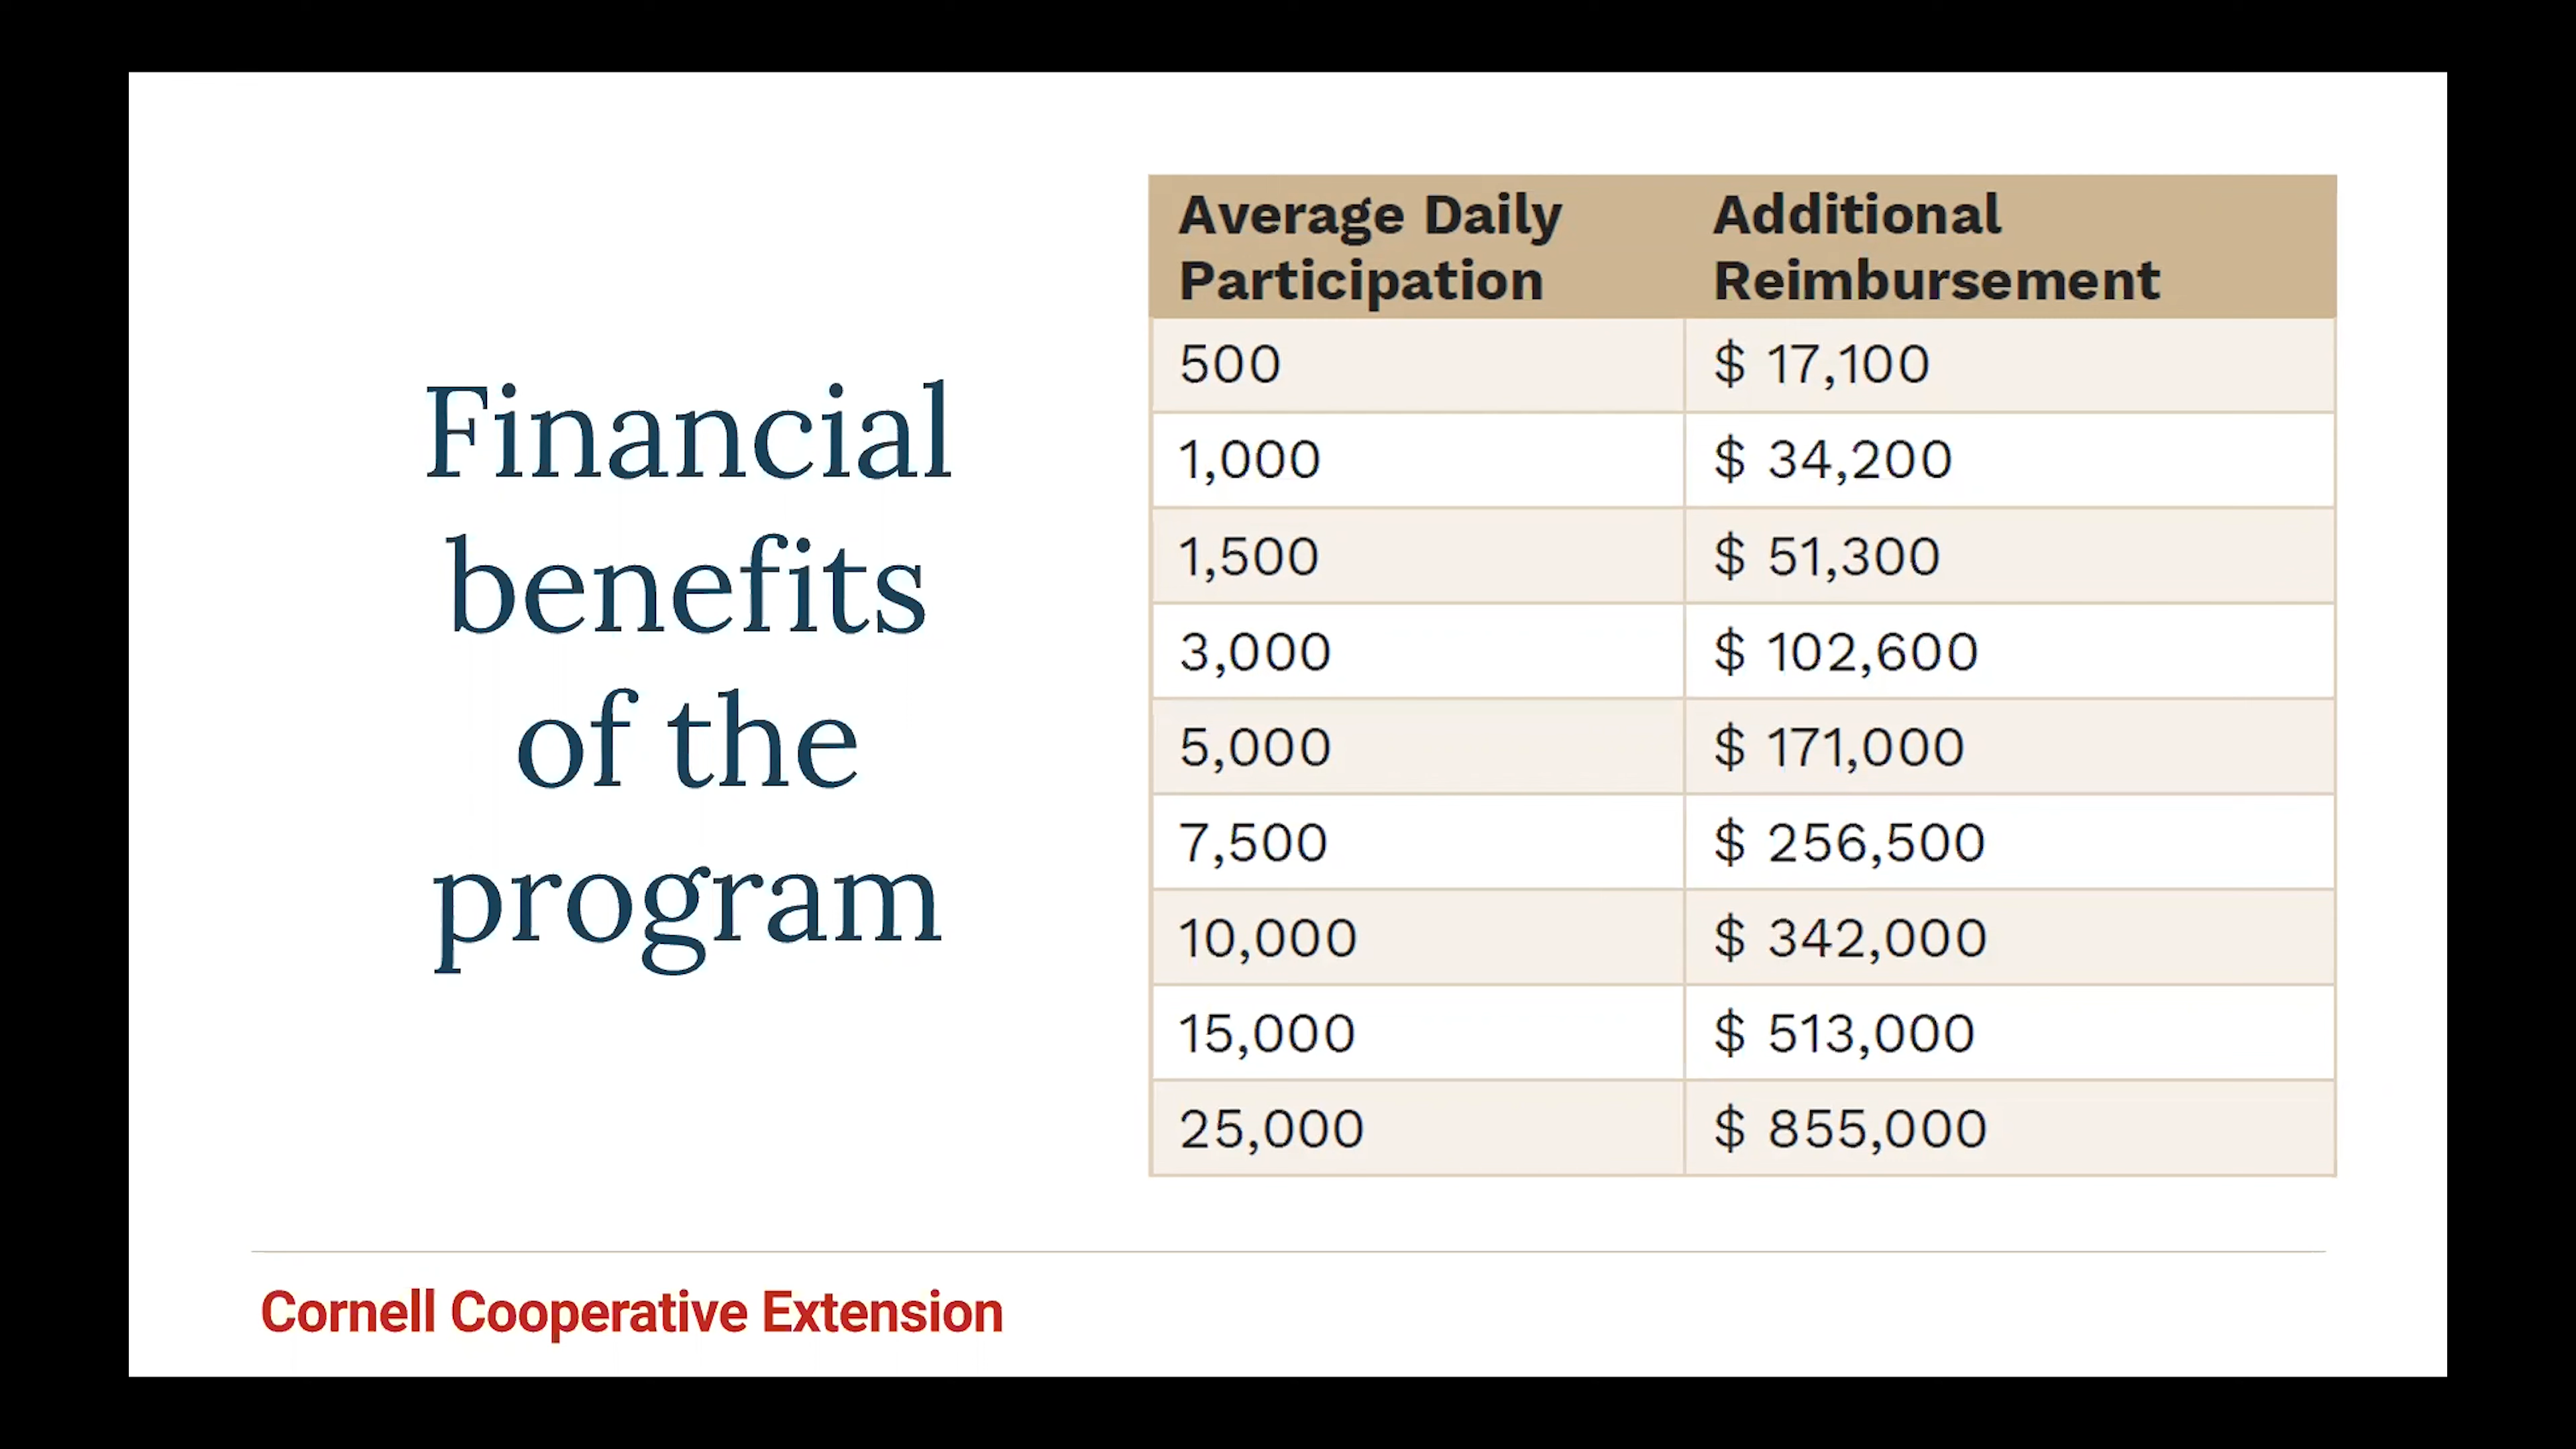 Financial
benefits
of the
program
Average Daily Participation Additional Reimbursement
500 $ 17,100
1,000 $ 34,200
1,500 $ 51,300
3,000 $ 102,600
5,000 $ 171,000
7,500 $ 256,500
10,000 $ 342,000
15,000 $ 513,000
25,000 $ 855,000
Cornell Cooperative Extension